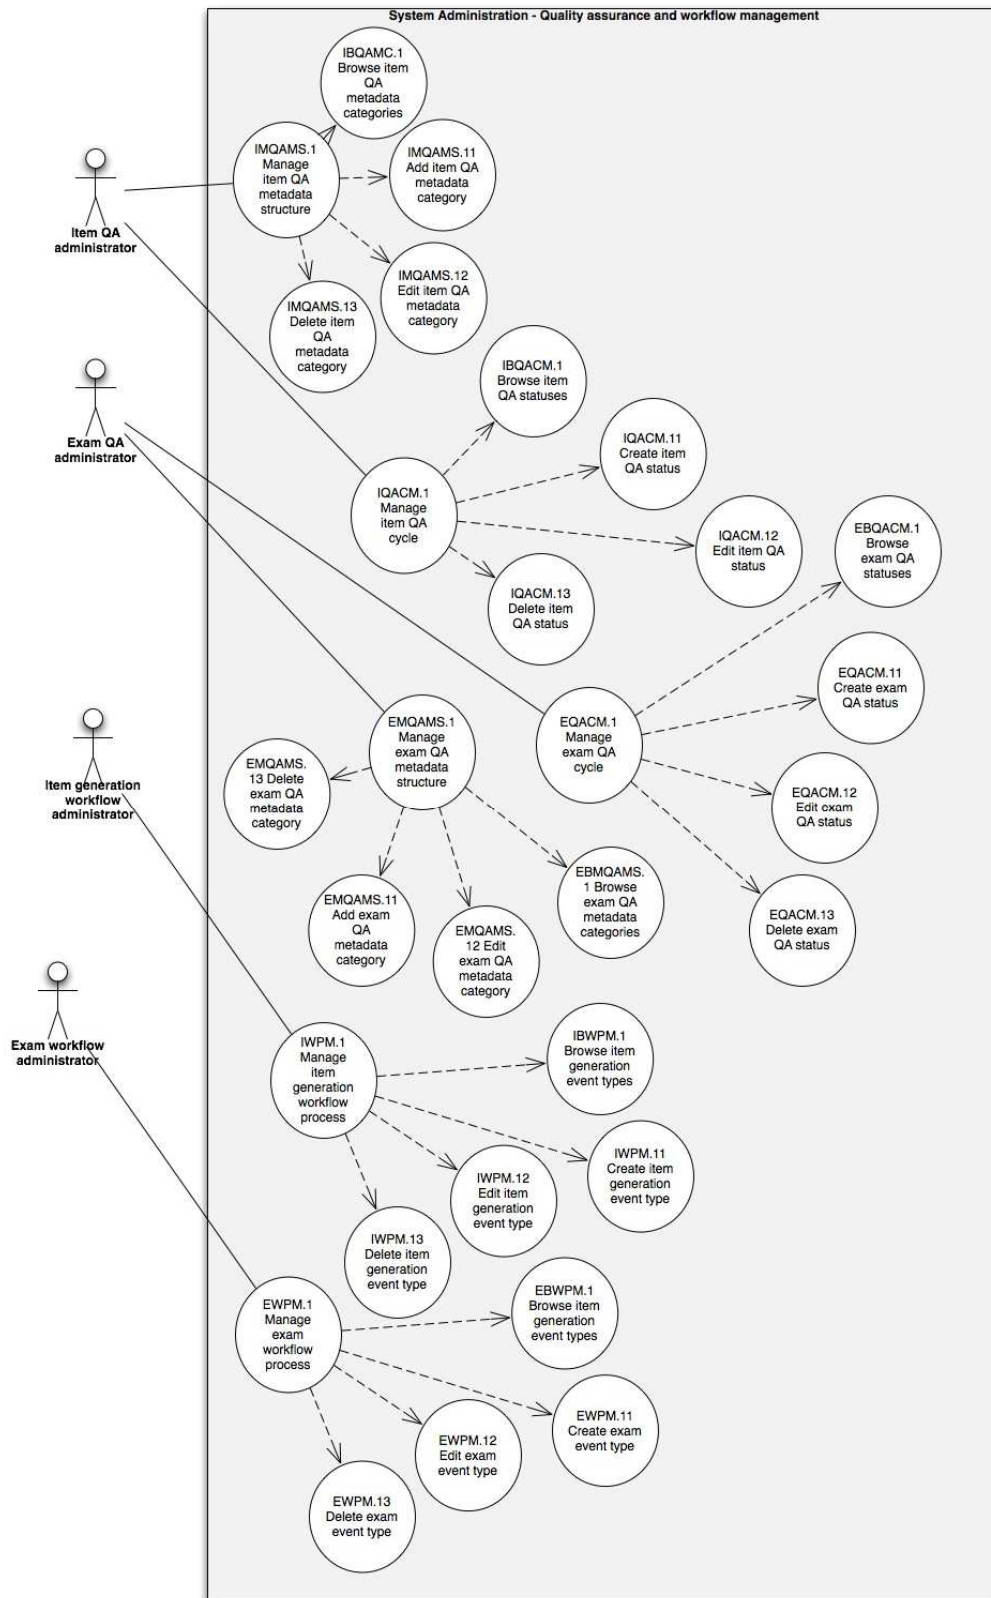 System Administration - Quality assurance and workflow management
IBQAMC.1
Browse item
QA
metadata
categories
IMQAMS.1
Manage
item QA
metadata
structure
IMQAMS.11
Add item QA
metadata
category
Item QA
administrator
IMQAMS.12
Edit item QA
metadata
category
IMQAMS.13
Delete item
QA
metadata
category
IBQACM.1
Browse item
QA statuses
Exam QA
administrator
IQACM.11
Create item
QA status
IQACM.1
Manage
item QA
cycle
IQACM.12
Edit item QA
status
EBQACM.1
Browse
exam QA
statuses
IQACM.13
Delete item
QA status
EQACM.11
Create exam
QA status
EMQAMS.1
Manage
exam QA
metadata
structure
EQACM.1
Manage
exam QA
cycle
EMQAMS.
13 Delete
exam QA
metadata
category
Item generation
workflow
administrator
EQACM.12
Edit exam
QA status
EBMQAMS.
1 Browse
exam QA
metadata
categories
EMQAMS.11
Add exam
QA
metadata
category
EMQAMS.
12 Edit
exam QA
metadata
category
EQACM.13
Delete exam
QA status
Exam workflow
administrator
IWPM.1
Manage
item
generation
workflow
process
IBWPM.1
Browse item
generation
event types
IWPM.11
Create item
generation
event type
IWPM.12
Edit item
generation
event type
IWPM.13
Delete item
generation
event type
EWPM.1
Manage
exam
workflow
process
EBWPM.1
Browse item
generation
event types
EWPM.11
Create exam
event type
EWPM.12
Edit exam
event type
EWPM.13
Delete exam
event type